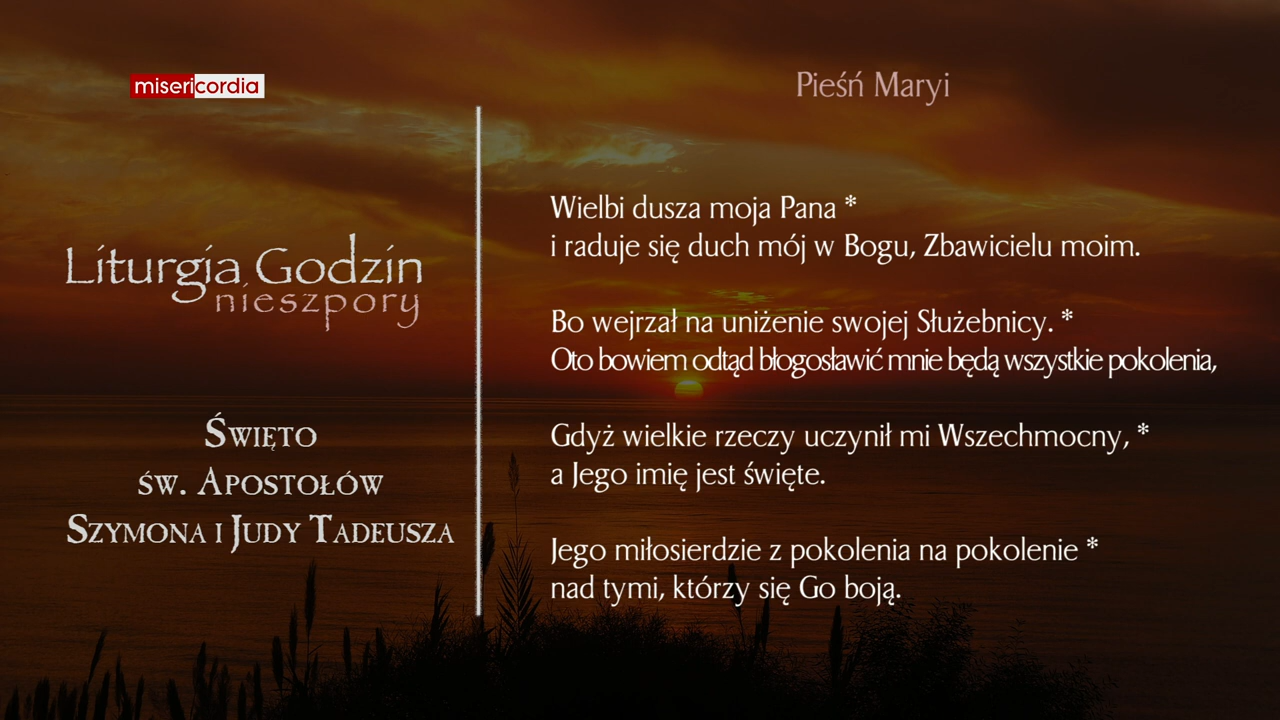 misericordia
Liturgia Godzin
nieszpory
Święto
św. Apostołów
Szymona i Judy Tadeusza
Pieśń Maryi
Wielbi dusza moja Pana *
i raduje się duch mój w Bogu, Zbawicielu moim.
Bo wejrzał na uniżenie swojej Służebnicy. *
Oto bowiem odtąd błogosławić mnie będą wszystkie pokolenia,
Gdyż wielkie rzeczy uczynił mi Wszechmocny, *
a Jego imię jest święte.
Jego miłosierdzie z pokolenia na pokolenie *
nad tymi, którzy się Go boją.